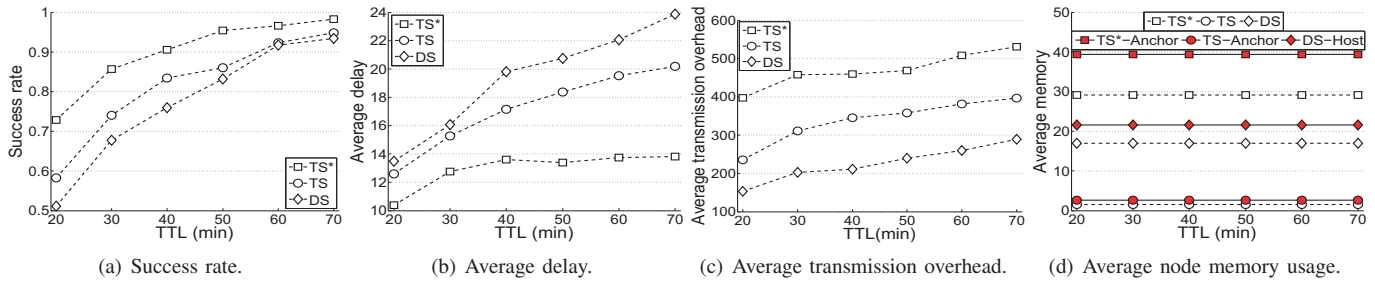 Success rate
1
0.9
0.8
0.7
0.6
0.5
20 30 40 50 60 70
TTL (min)
TS*
TS
DS
(a) Success rate.
Average delay
24
22
20
18
16
14
12
10
20 30 40 50 60 70
TTL (min)
TS*
TS
DS
(b) Average delay.
Average transmission overhead
600
500
400
300
200
100
20 30 40 50 60 70
TTL(min)
TS*
TS
DS
(c) Average transmission overhead.
Average memory
50
40
30
20
10
0
20 30 40 50 60 70
TTL (min)
TS* TS DS
TS*−Anchor TS−Anchor DS−Host
(d) Average node memory usage.